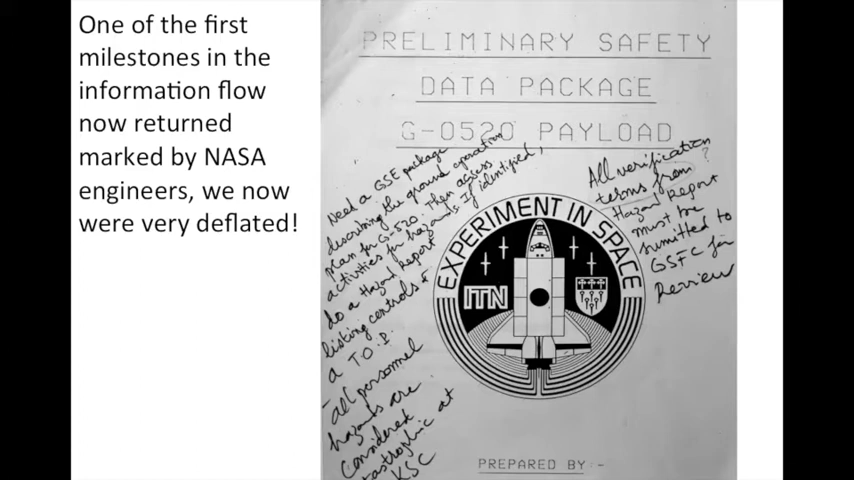 One of the first
milestones in the
information flow
now returned
marked by NASA
engineers, we now
were very deflated!
PRELIMINARY SAFETY
DATA PACKAGE
G-0520 PAYLOAD
Need a GSE package
describing the ground operation
plan for G-520. Then assess
activities for hazards. If identified,
do a Hazard Report
listing controls &
a T.O.P.
- all personnel
hazards are
considered
catastrophic at
KSC
All verification
terms from ?
Hazard Report
must be
sumitted to
GSFC for
Review
EXPERIMENT IN SPACE
ITN
PREPARED BY:-